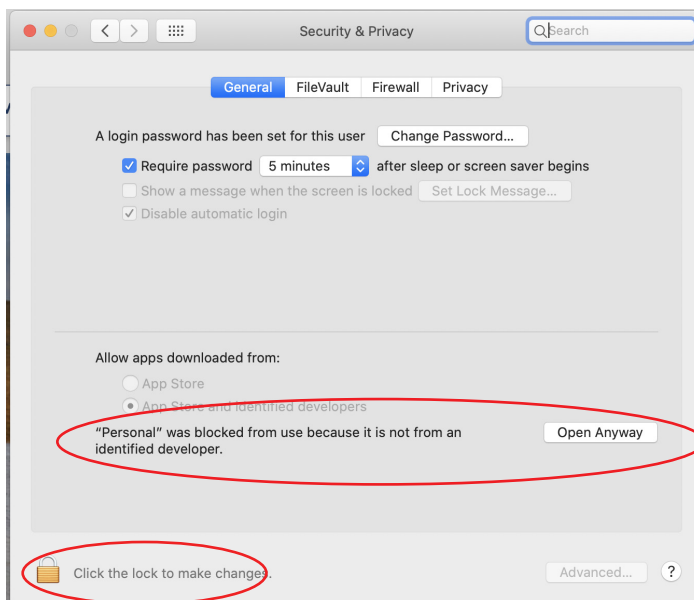 Security & Privacy
Search
General FileVault Firewall Privacy
A login password has been set for this user Change Password...
Require password 5 minutes after sleep or screen saver begins
Show a message when the screen is locked Set Lock Message...
Disable automatic login
Allow apps downloaded from:
App Store
App Store and identified developers
“Personal” was blocked from use because it is not from an Open Anyway
identified developer.
Click the lock to make changes.
Advanced... ?